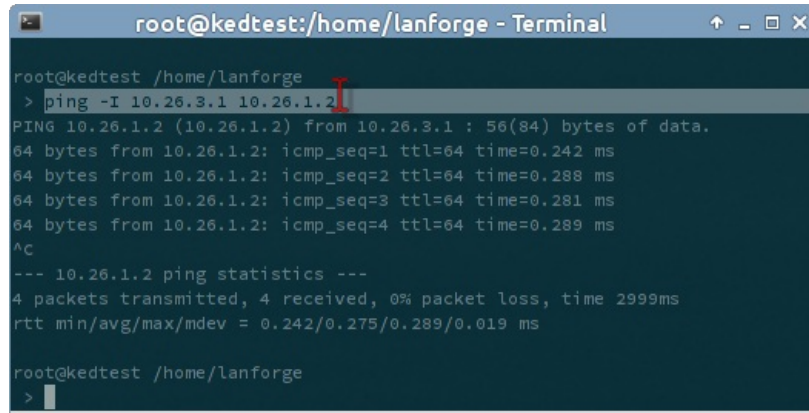 root@kedtest:/home/lanforge - Terminal
root@kedtest /home/lanforge
> ping -I 10.26.3.1 10.26.1.2
PING 10.26.1.2 (10.26.1.2) from 10.26.3.1 : 56(84) bytes of data.
64 bytes from 10.26.1.2: icmp_seq=1 ttl=64 time=0.242 ms
64 bytes from 10.26.1.2: icmp_seq=2 ttl=64 time=0.288 ms
64 bytes from 10.26.1.2: icmp_seq=3 ttl=64 time=0.281 ms
64 bytes from 10.26.1.2: icmp_seq=4 ttl=64 time=0.289 ms
^C
--- 10.26.1.2 ping statistics ---
4 packets transmitted, 4 received, 0% packet loss, time 2999ms
rtt min/avg/max/mdev = 0.242/0.275/0.289/0.019 ms
root@kedtest /home/lanforge
>